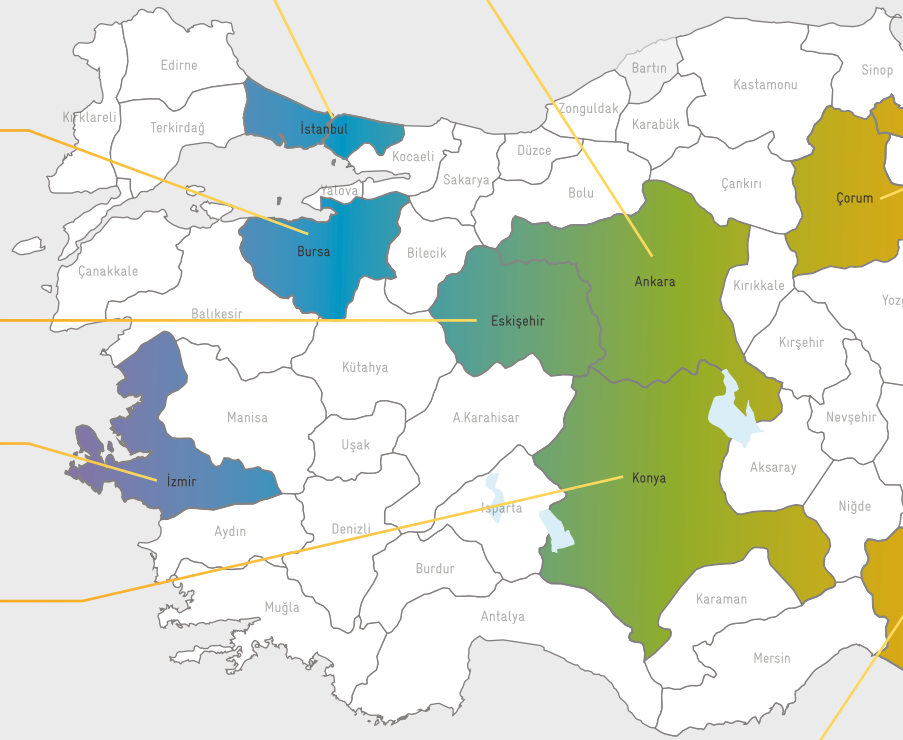 Edirne
Kırklareli
Terkirdağ
İstanbul
Kocaeli
Yalova
Sakarya
Düzce
Zonguldak
Bartın
Karabük
Kastamonu
Sinop
Bolu
Çankırı
Çorum
Çanakkale
Bursa
Bilecik
Balıkesir
Eskişehir
Ankara
Kırıkkale
Kırşehir
Kütahya
Manisa
A.Karahisar
Uşak
Nevşehir
İzmir
Konya
Aksaray
Isparta
Niğde
Aydın
Denizli
Burdur
Muğla
Antalya
Karaman
Mersin